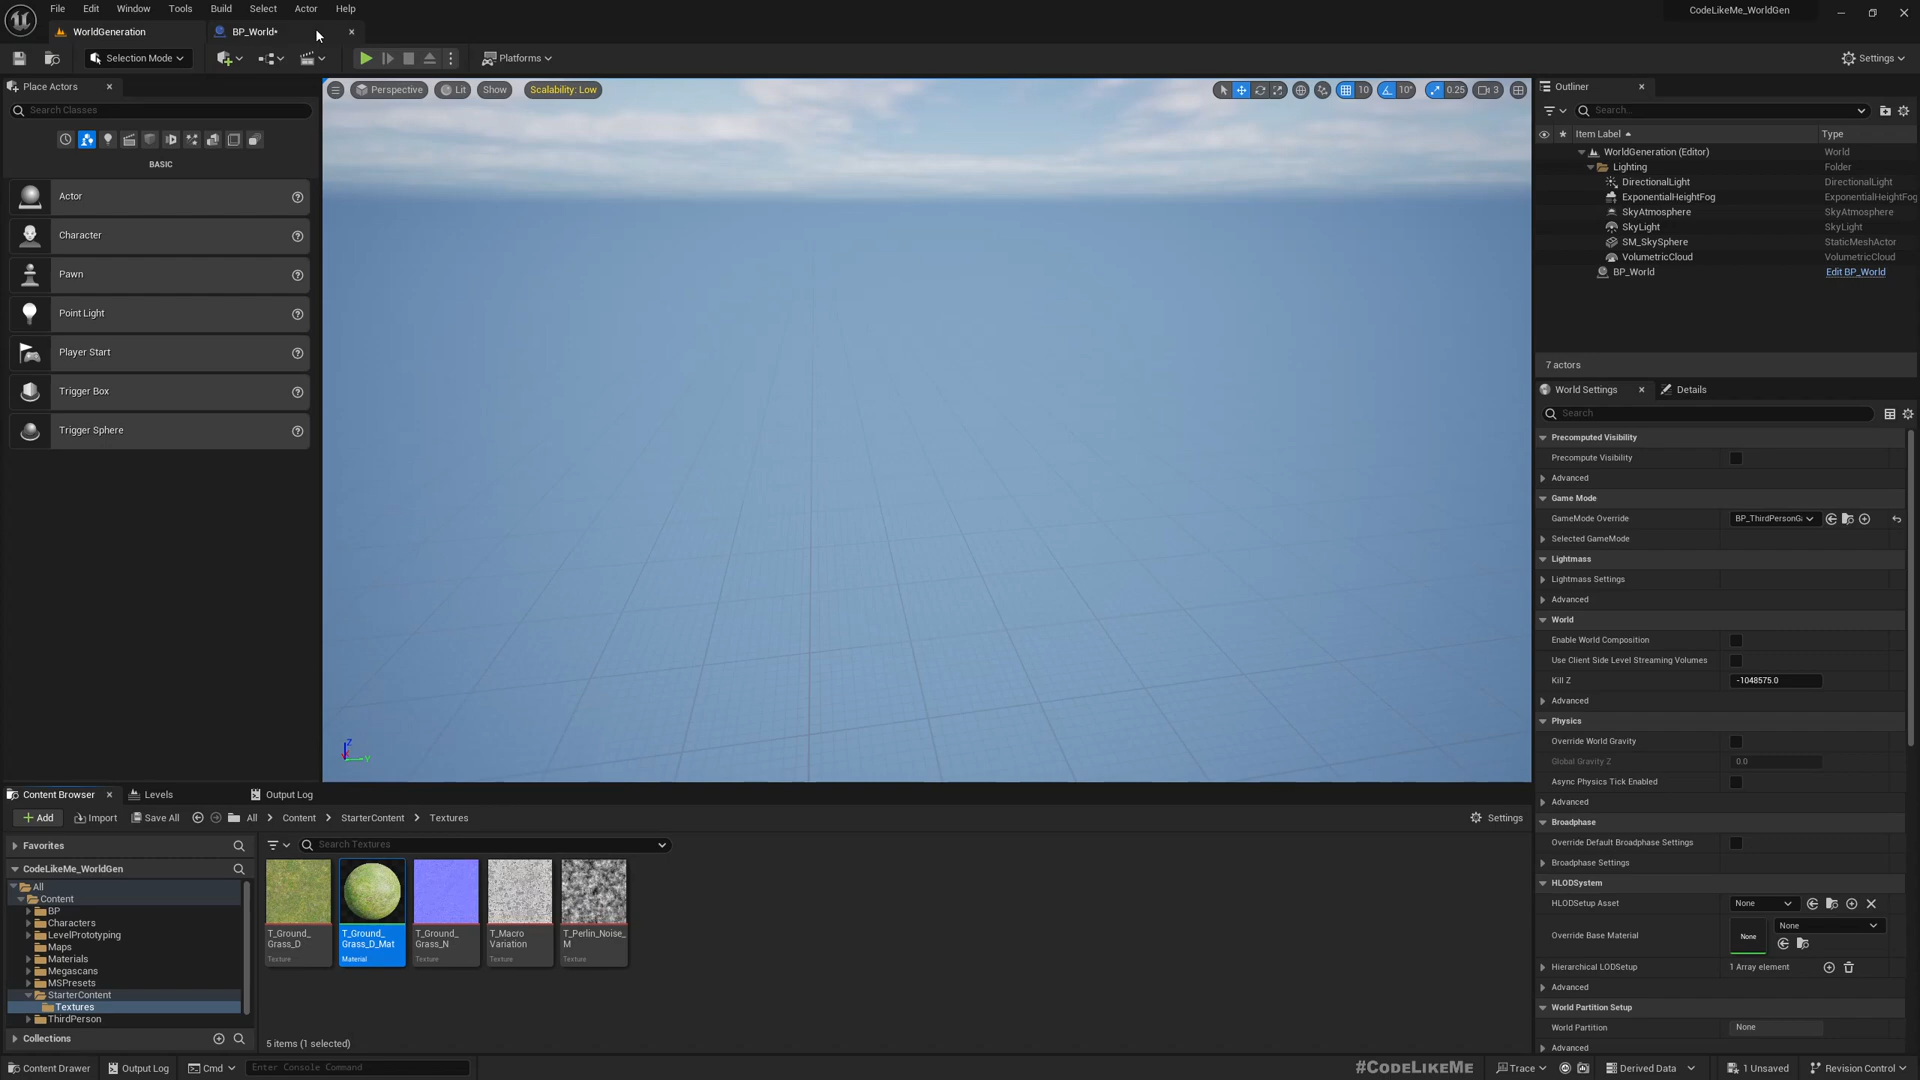 File Edit Window Tools Build Select Actor Help
CodeLikeMe_WorldGen
WorldGeneration
BP_World•
Selection Mode
Platforms
Settings
Place Actors
Search Classes
BASIC
Actor
Character
Pawn
Point Light
Player Start
Trigger Box
Trigger Sphere
Perspective
Lit
Show
Scalability: Low
10
10°
0.25
3
Outliner
Search...
Item Label
Type
WorldGeneration (Editor) World
Lighting Folder
DirectionalLight DirectionalLight
ExponentialHeightFog ExponentialHeightFog
SkyAtmosphere SkyAtmosphere
SkyLight SkyLight
SM_SkySphere StaticMeshActor
VolumetricCloud VolumetricCloud
BP_World Edit BP_World
7 actors
World Settings
Details
Search
Precomputed Visibility
Precompute Visibility
Advanced
Game Mode
GameMode Override BP_ThirdPersonG
Selected GameMode
Lightmass
Lightmass Settings
Advanced
World
Enable World Composition
Use Client Side Level Streaming Volumes
Kill Z -1048575.0
Advanced
Physics
Override World Gravity
Global Gravity Z 0.0
Async Physics Tick Enabled
Advanced
Broadphase
Override Default Broadphase Settings
Broadphase Settings
HLODSystem
HLODSetup Asset None
Override Base Material None None
Hierarchical LODSetup 1 Array element
Advanced
World Partition Setup
World Partition None
Advanced
Z
Y
Content Browser
Levels
Output Log
Add
Import
Save All
All > Content > StarterContent > Textures
Settings
Favorites
Search Textures
CodeLikeMe_WorldGen
All
Content
BP
Characters
LevelPrototyping
Maps
Materials
Megascans
MSPresets
StarterContent
Textures
ThirdPerson
Collections
T_Ground_
Grass_D
Texture
T_Ground_
Grass_D_Mat
Material
T_Ground_
Grass_N
Texture
T_Macro
Variation
Texture
T_Perlin_Noise_
M
Texture
5 items (1 selected)
Content Drawer
Output Log
Cmd
Enter Console Command
#CODELIKEME
Trace
Derived Data
1 Unsaved
Revision Control